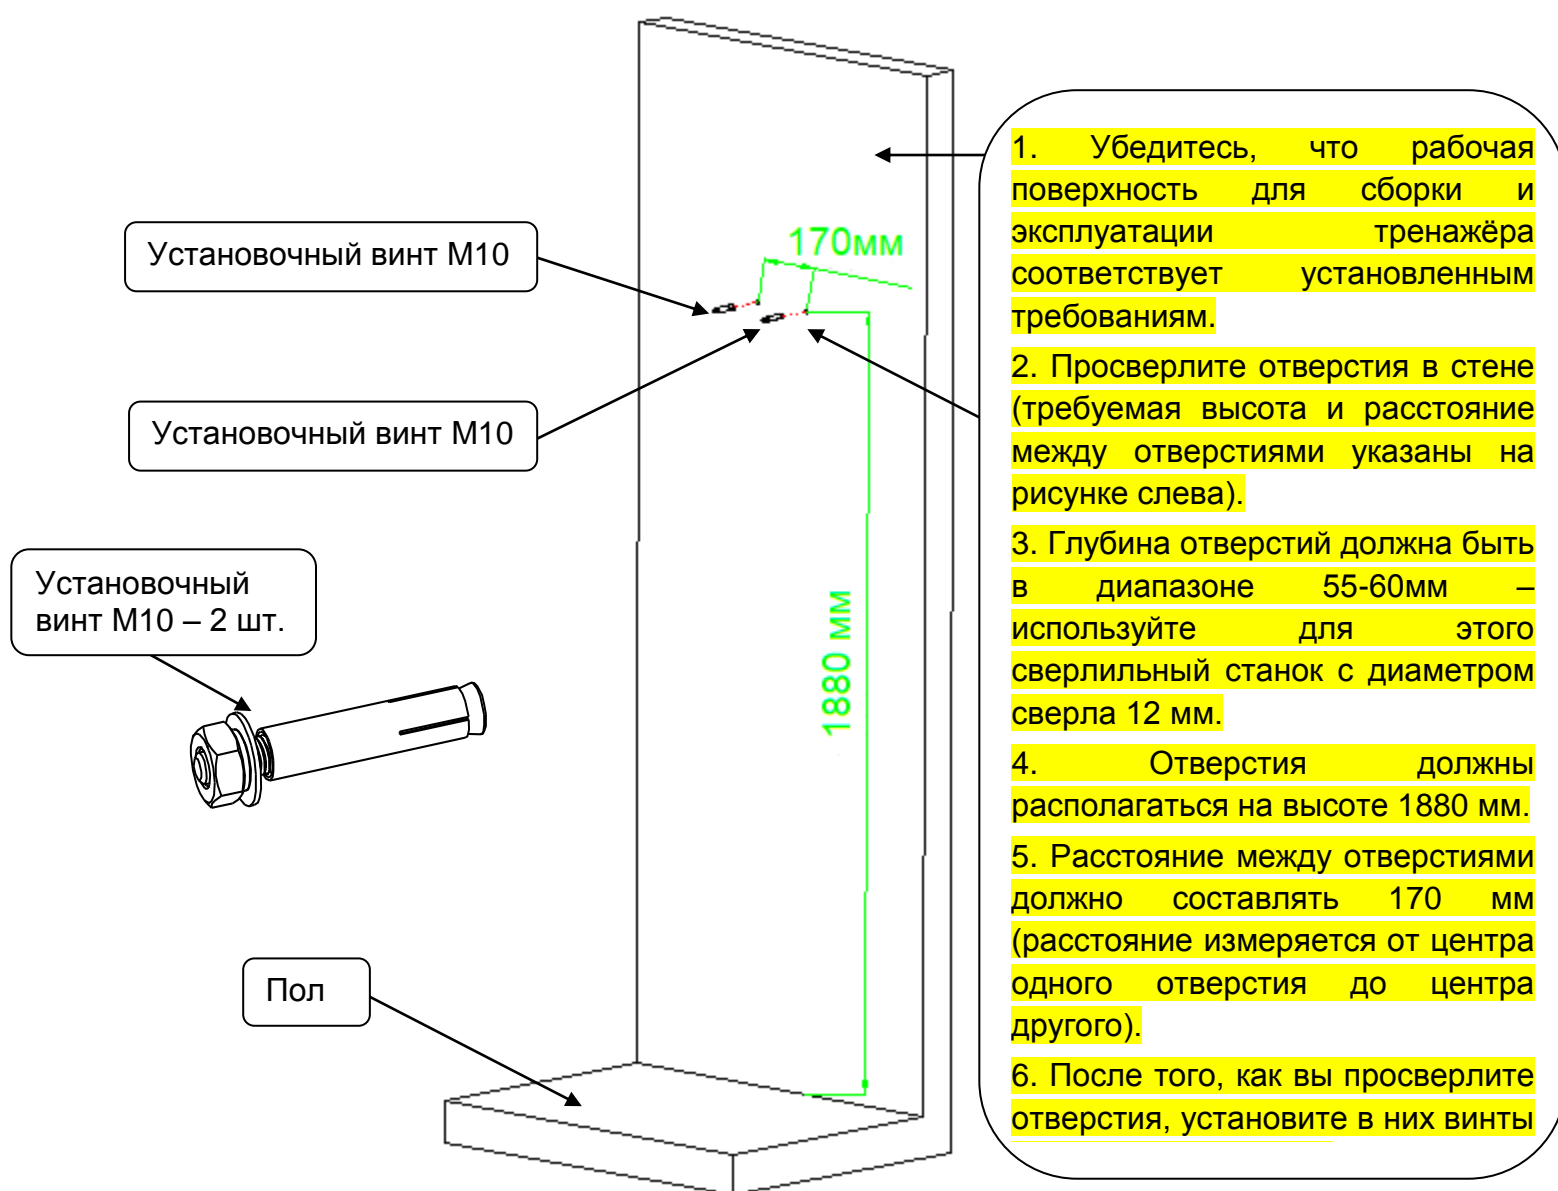 Установочный винт М10
170мм
Установочный винт М10
Установочный
винт М10 – 2 шт.
1880 мм
Пол
1. Убедитесь, что рабочая
поверхность для сборки и
эксплуатации тренажёра
соответствует установленным
требованиям.
2. Просверлите отверстия в стене
(требуемая высота и расстояние
между отверстиями указаны на
рисунке слева).
3. Глубина отверстий должна быть
в диапазоне 55-60мм –
используйте для этого
сверлильный станок с диаметром
сверла 12 мм.
4. Отверстия должны
располагаться на высоте 1880 мм.
5. Расстояние между отверстиями
должно составлять 170 мм
(расстояние измеряется от центра
одного отверстия до центра
другого).
6. После того, как вы просверлите
отверстия, установите в них винты